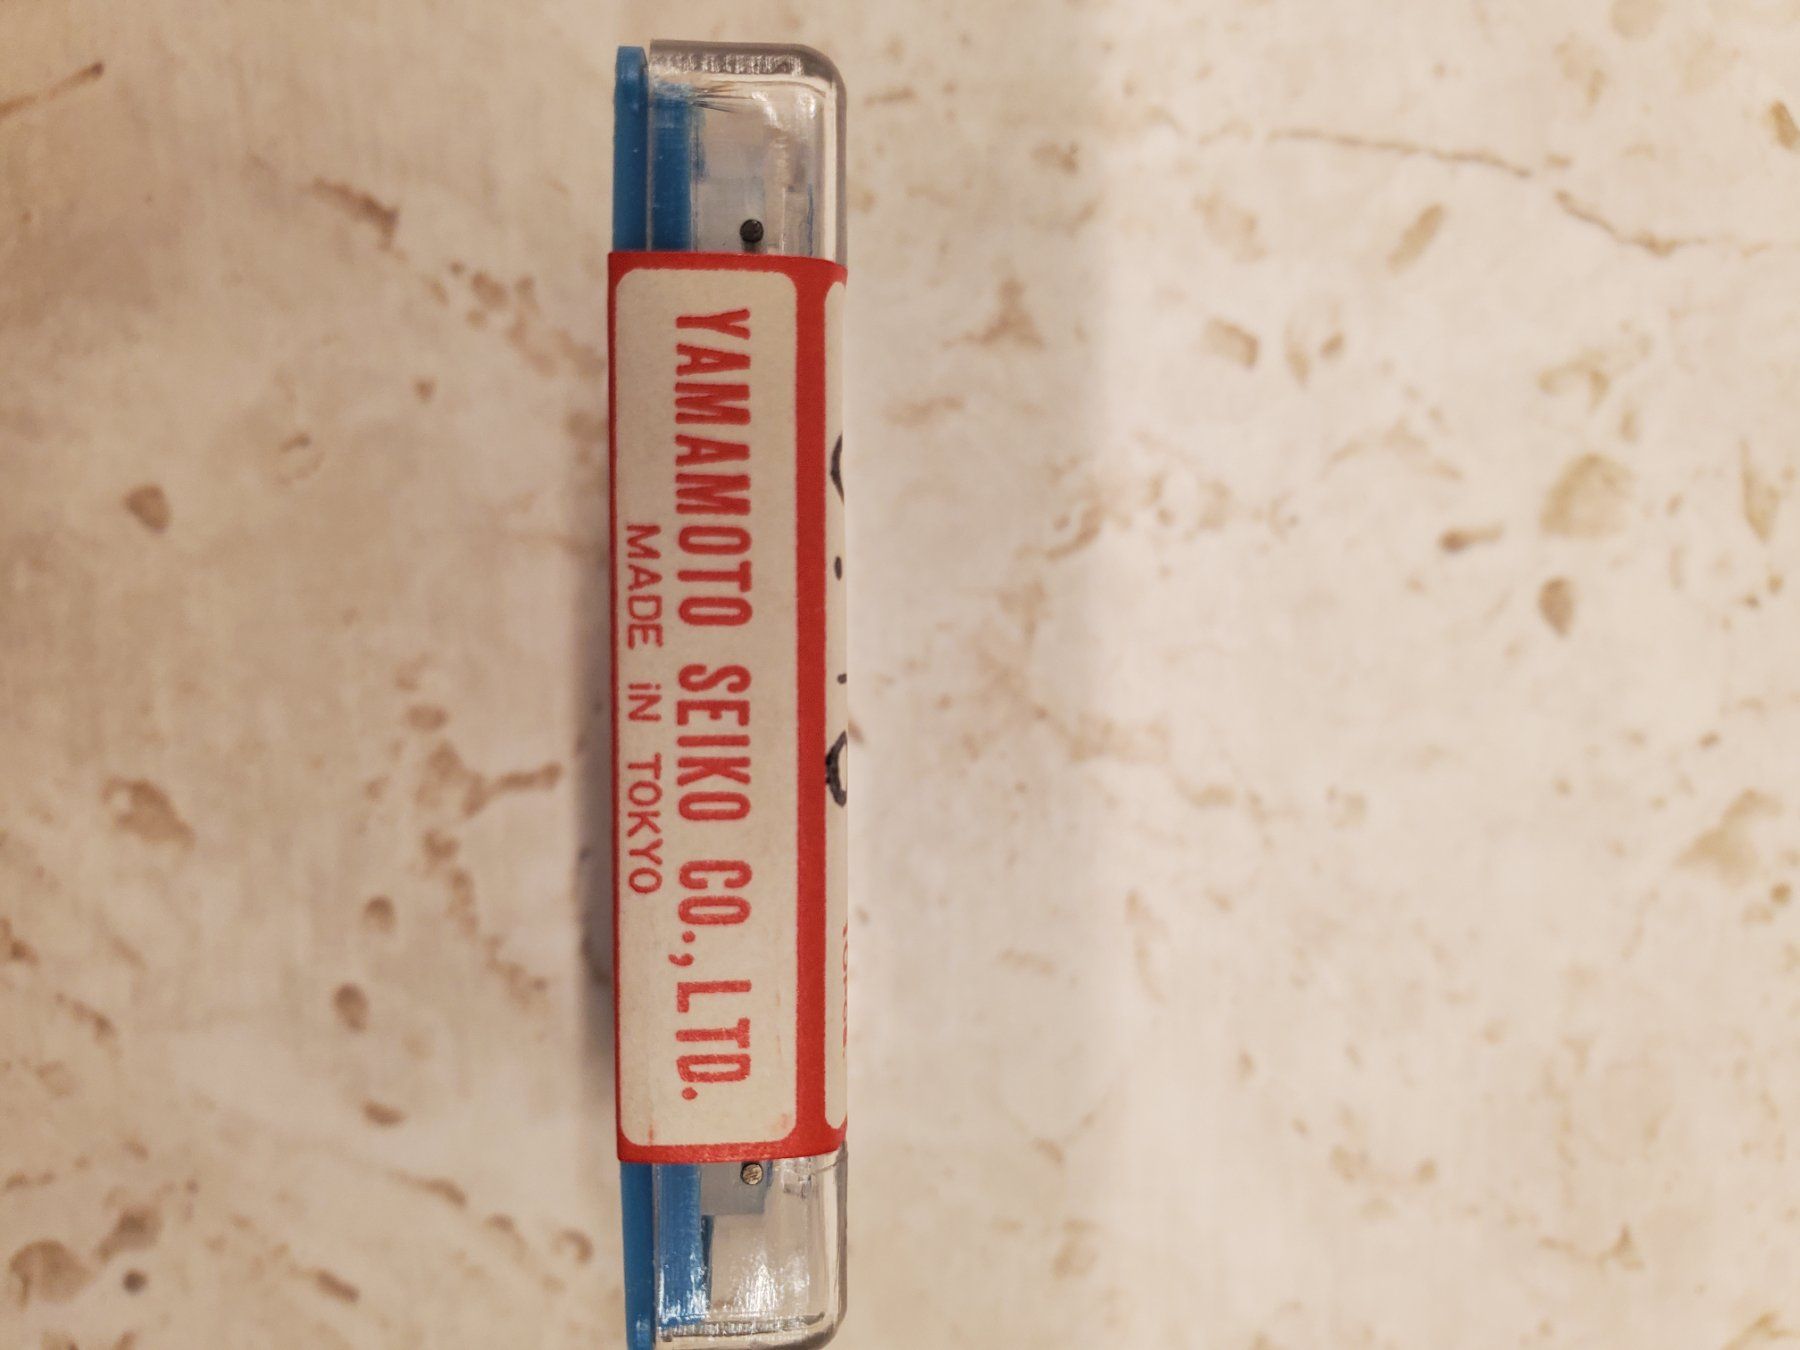 YAMAMOTO SEIKO CO.,LTD.
MADE iN TOKYO